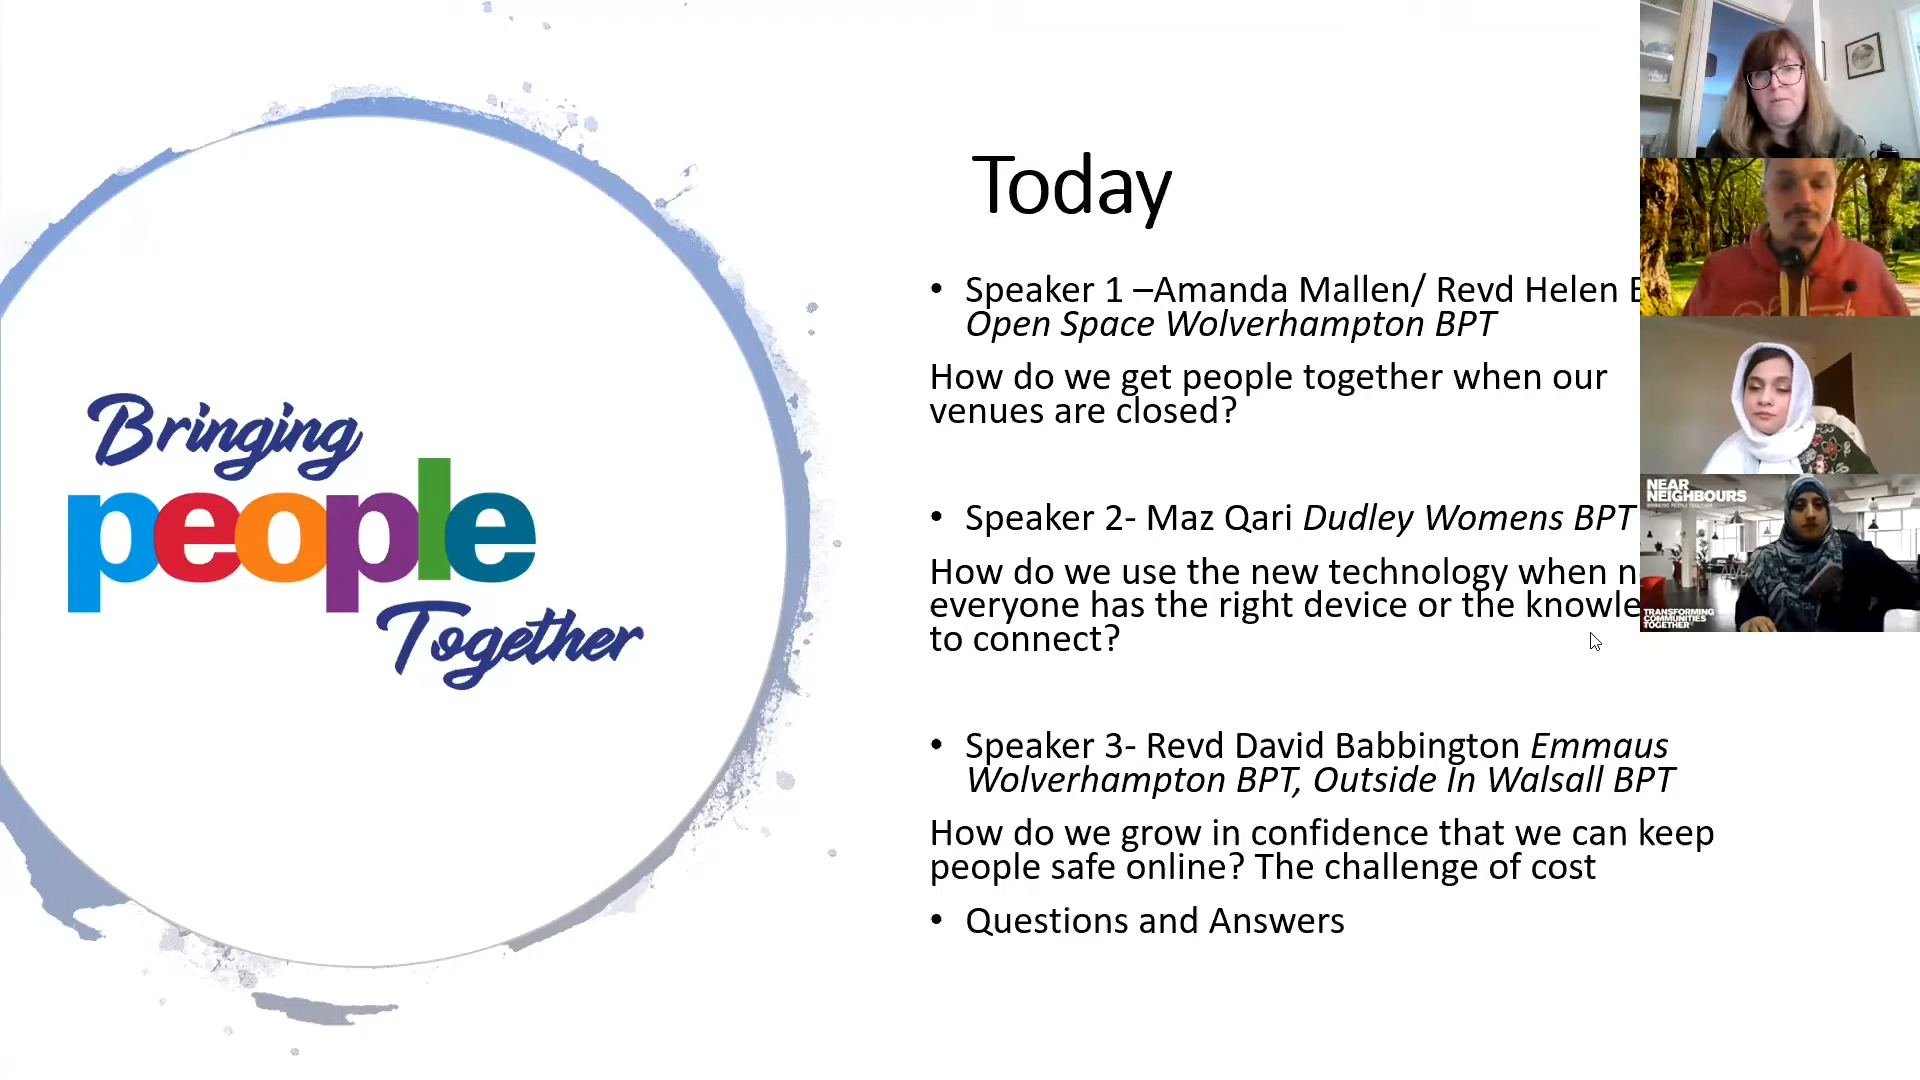 Today
• Speaker 1 –Amanda Mallen/ Revd Helen
Open Space Wolverhampton BPT
How do we get people together when our
venues are closed?
• Speaker 2- Maz Qari Dudley Womens BPT
How do we use the new technology when
everyone has the right device or the
to connect?
• Speaker 3- Revd David Babbington Emmaus
Wolverhampton BPT, Outside In Walsall BPT
How do we grow in confidence that we can keep
people safe online? The challenge of cost
• Questions and Answers
Bringing
people
Together
NEAR
NEIGHBOURS
BRINGING PEOPLE TOGETHER
TRANSFORMING
COMMUNITIES
TOGETHER